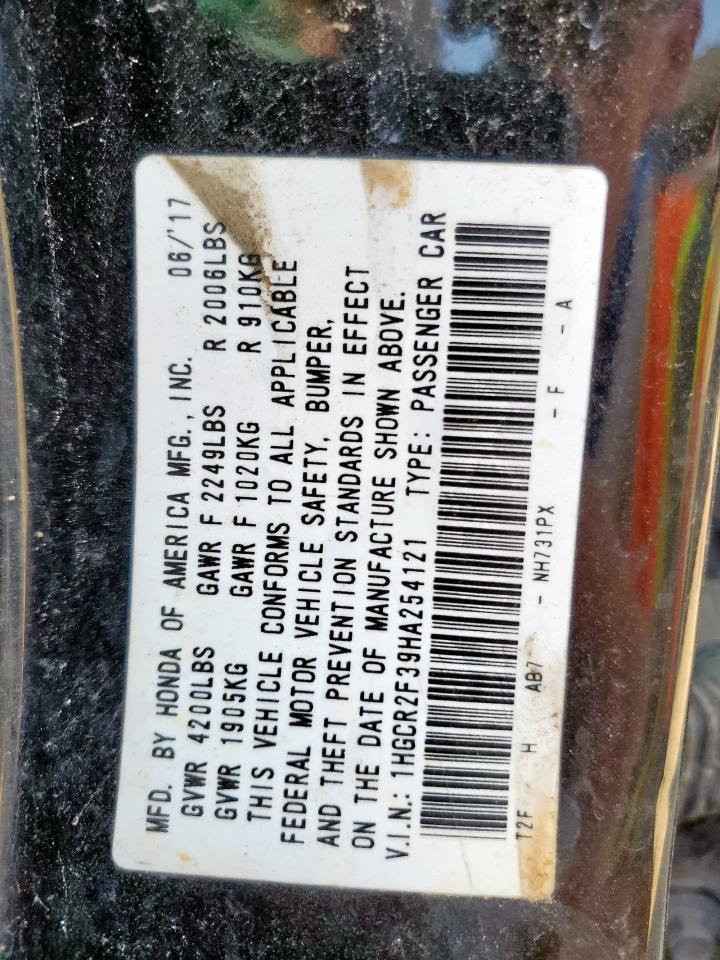 MFD. BY HONDA OF AMERICA MFG., INC. 06/'17
GVWR 4200LBS GAWR F 2249LBS R 2006LBS
GVWR 1905KG GAWR F 1020KG R 910KG
THIS VEHICLE CONFORMS TO ALL APPLICABLE
FEDERAL MOTOR VEHICLE SAFETY, BUMPER,
AND THEFT PREVENTION STANDARDS IN EFFECT
ON THE DATE OF MANUFACTURE SHOWN ABOVE.
V.I.N.: 1HGCR2F39HA254121 TYPE: PASSENGER CAR
T2F H AB7 - NH731PX - F - A